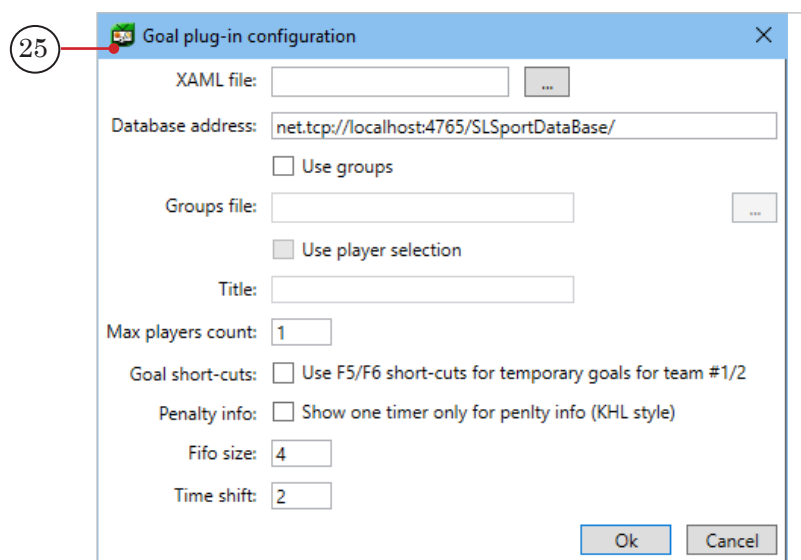 25
Goal plug-in configuration
XAML file:
...
Database address: net.tcp://localhost:4765/SLSportDataBase/
Use groups
Groups file:
...
Use player selection
Title:
Max players count: 1
Goal short-cuts: Use F5/F6 short-cuts for temporary goals for team #1/2
Penalty info: Show one timer only for penlty info (KHL style)
Fifo size: 4
Time shift: 2
Ok Cancel